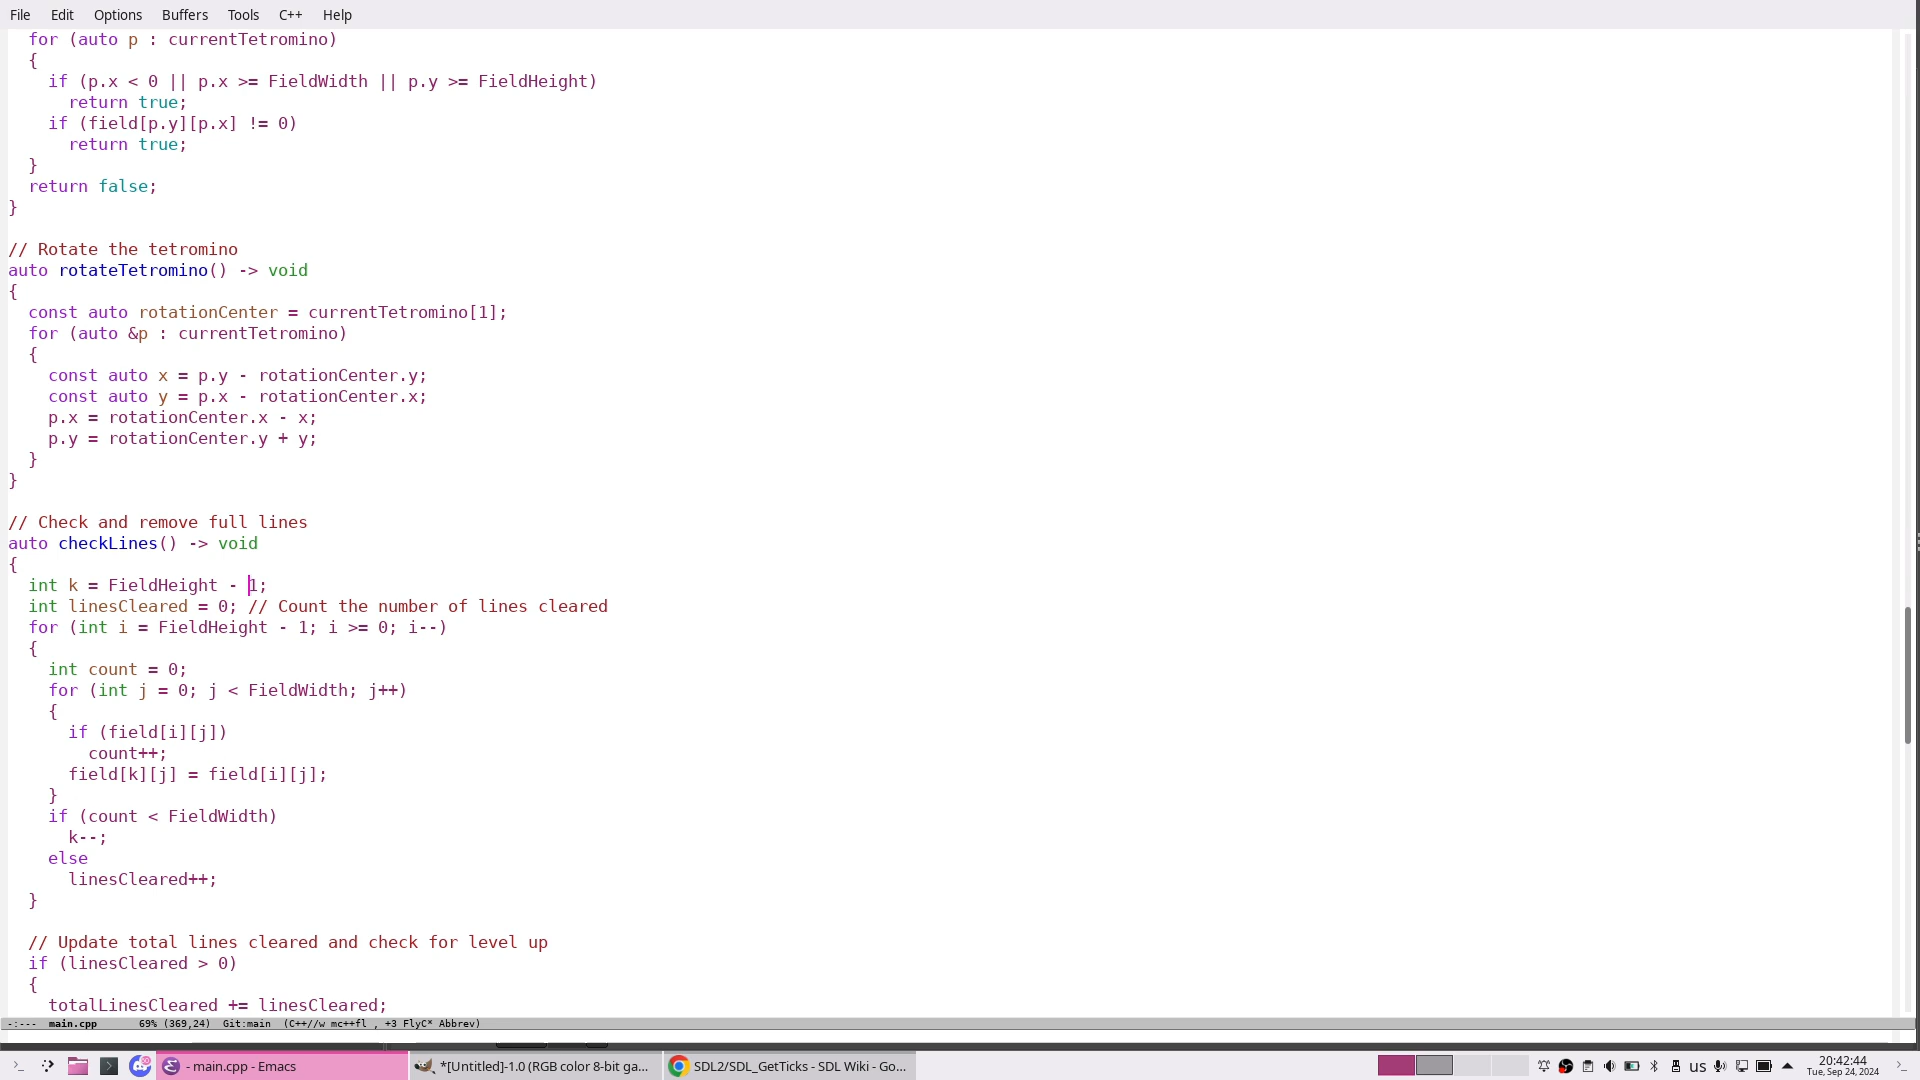 File Edit Options Buffers Tools C++ Help
for (auto p : currentTetromino)
{
if (p.x < 0 || p.x >= FieldWidth || p.y >= FieldHeight)
return true;
if (field[p.y][p.x] != 0)
return true;
}
return false;
}
// Rotate the tetromino
auto rotateTetromino() -> void
{
const auto rotationCenter = currentTetromino[1];
for (auto &p : currentTetromino)
{
const auto x = p.y - rotationCenter.y;
const auto y = p.x - rotationCenter.x;
p.x = rotationCenter.x - x;
p.y = rotationCenter.y + y;
}
}
// Check and remove full lines
auto checkLines() -> void
{
int k = FieldHeight - 1;
int linesCleared = 0; // Count the number of lines cleared
for (int i = FieldHeight - 1; i >= 0; i--)
{
int count = 0;
for (int j = 0; j < FieldWidth; j++)
{
if (field[i][j])
count++;
field[k][j] = field[i][j];
}
if (count < FieldWidth)
k--;
else
linesCleared++;
}
// Update total lines cleared and check for level up
if (linesCleared > 0)
{
totalLinesCleared += linesCleared;
-:--- main.cpp 69% (369,24) Git:main (C++//w mc++fl , +3 FlyC* Abbrev)
- main.cpp - Emacs *[Untitled]-1.0 (RGB color 8-bit ga... SDL2/SDL_GetTicks - SDL Wiki - Go... us 20:42:44
Tue, Sep 24, 2024